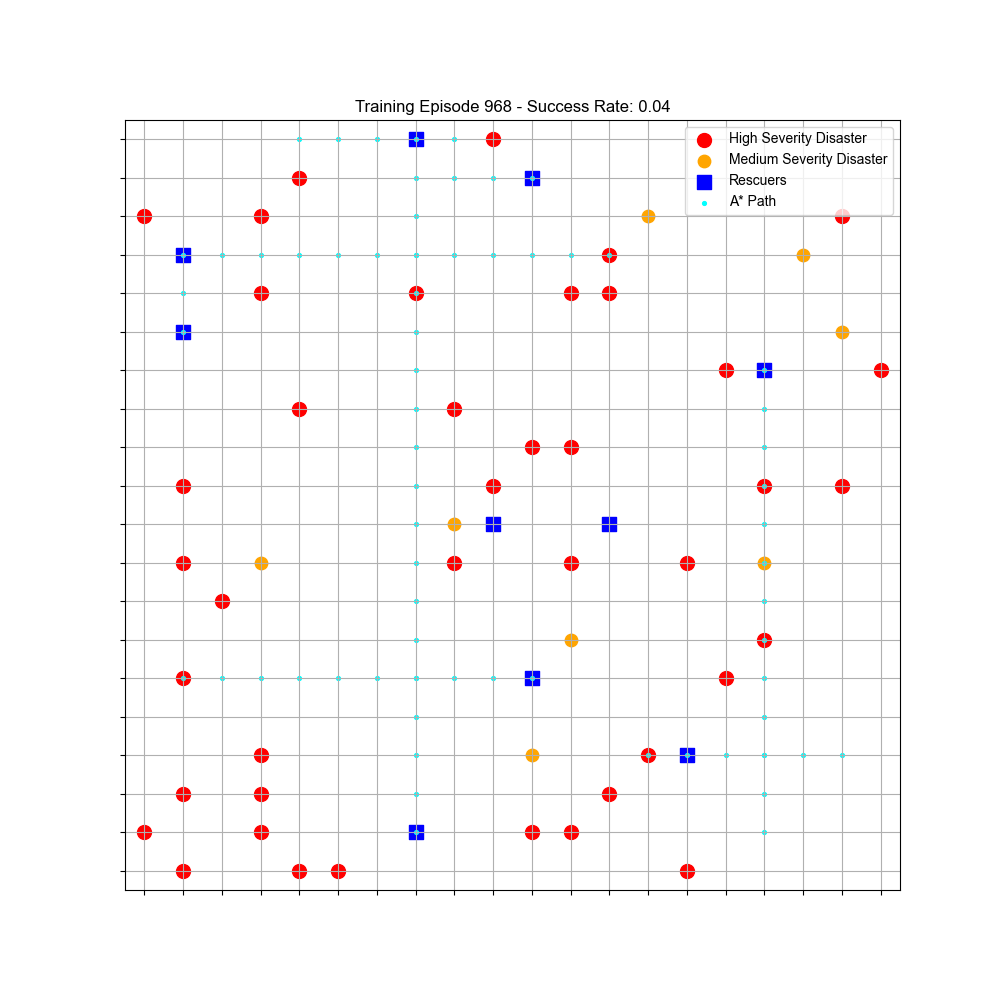 Training Episode 968 - Success Rate: 0.04
High Severity Disaster
Medium Severity Disaster
Rescuers
A* Path